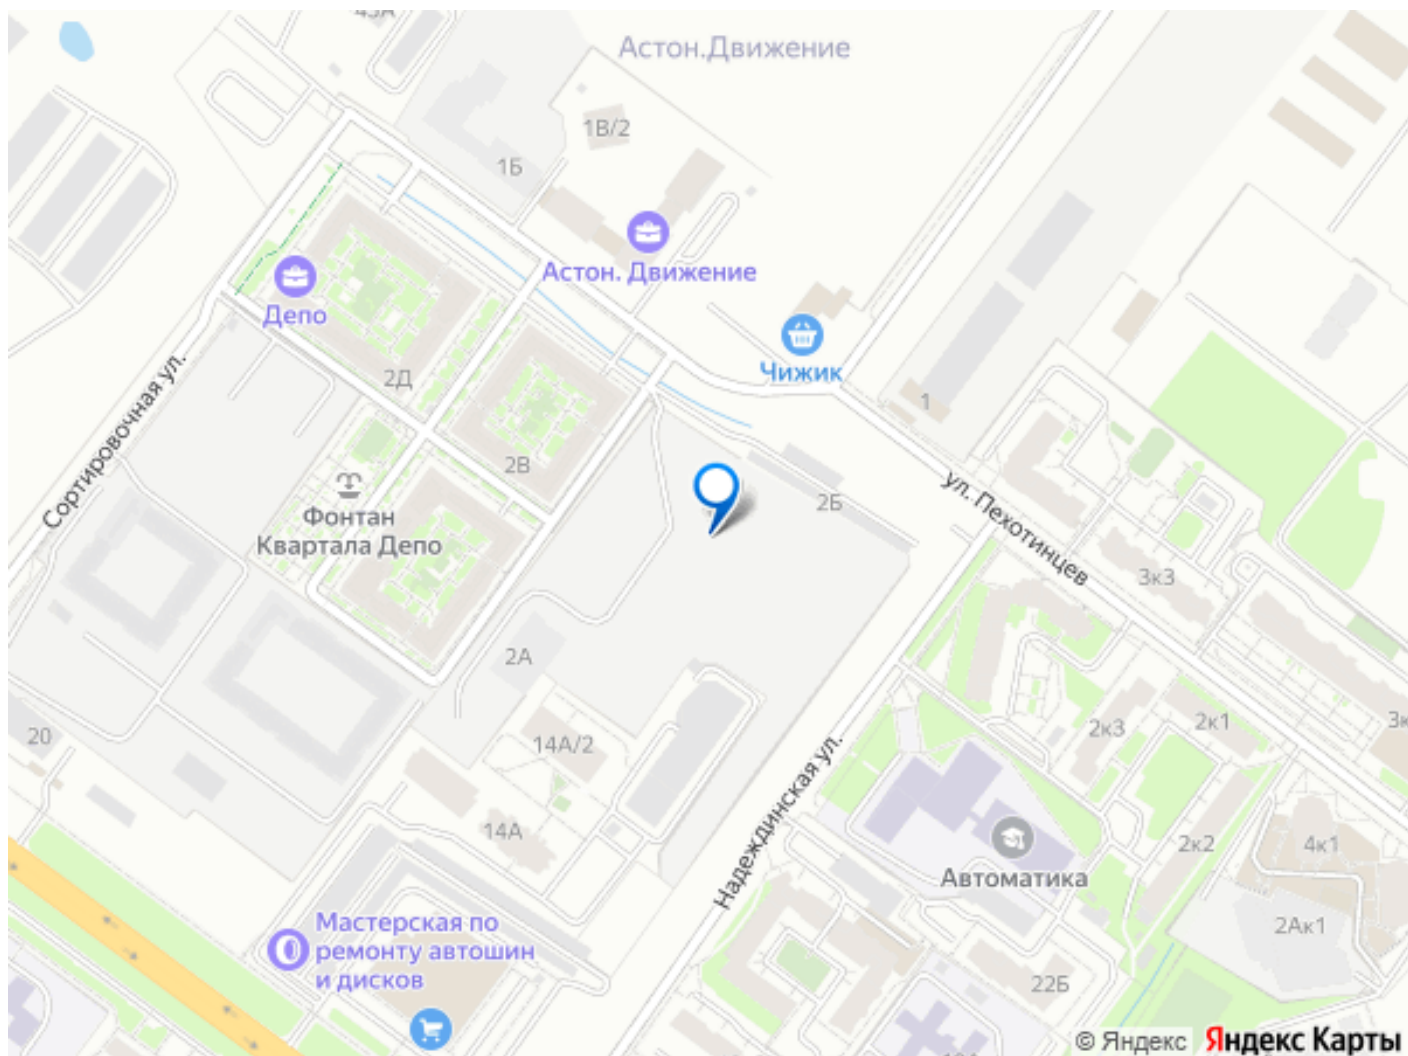 43А
Астон.Движение
1В/2
1Б
Астон. Движение
Депо
Чижик
2Д
1
Сортировочная ул.
2В
ул. Пехотинцев
Фонтан
Квартала Депо
2Б
3к3
2А
2к3
2к1
20
14А/2
Надеждинская ул.
14А
2к2
4к1
Автоматика
Мастерская по
ремонту автошин
и дисков
2Ак1
22Б
© Яндекс Яндекс Карты